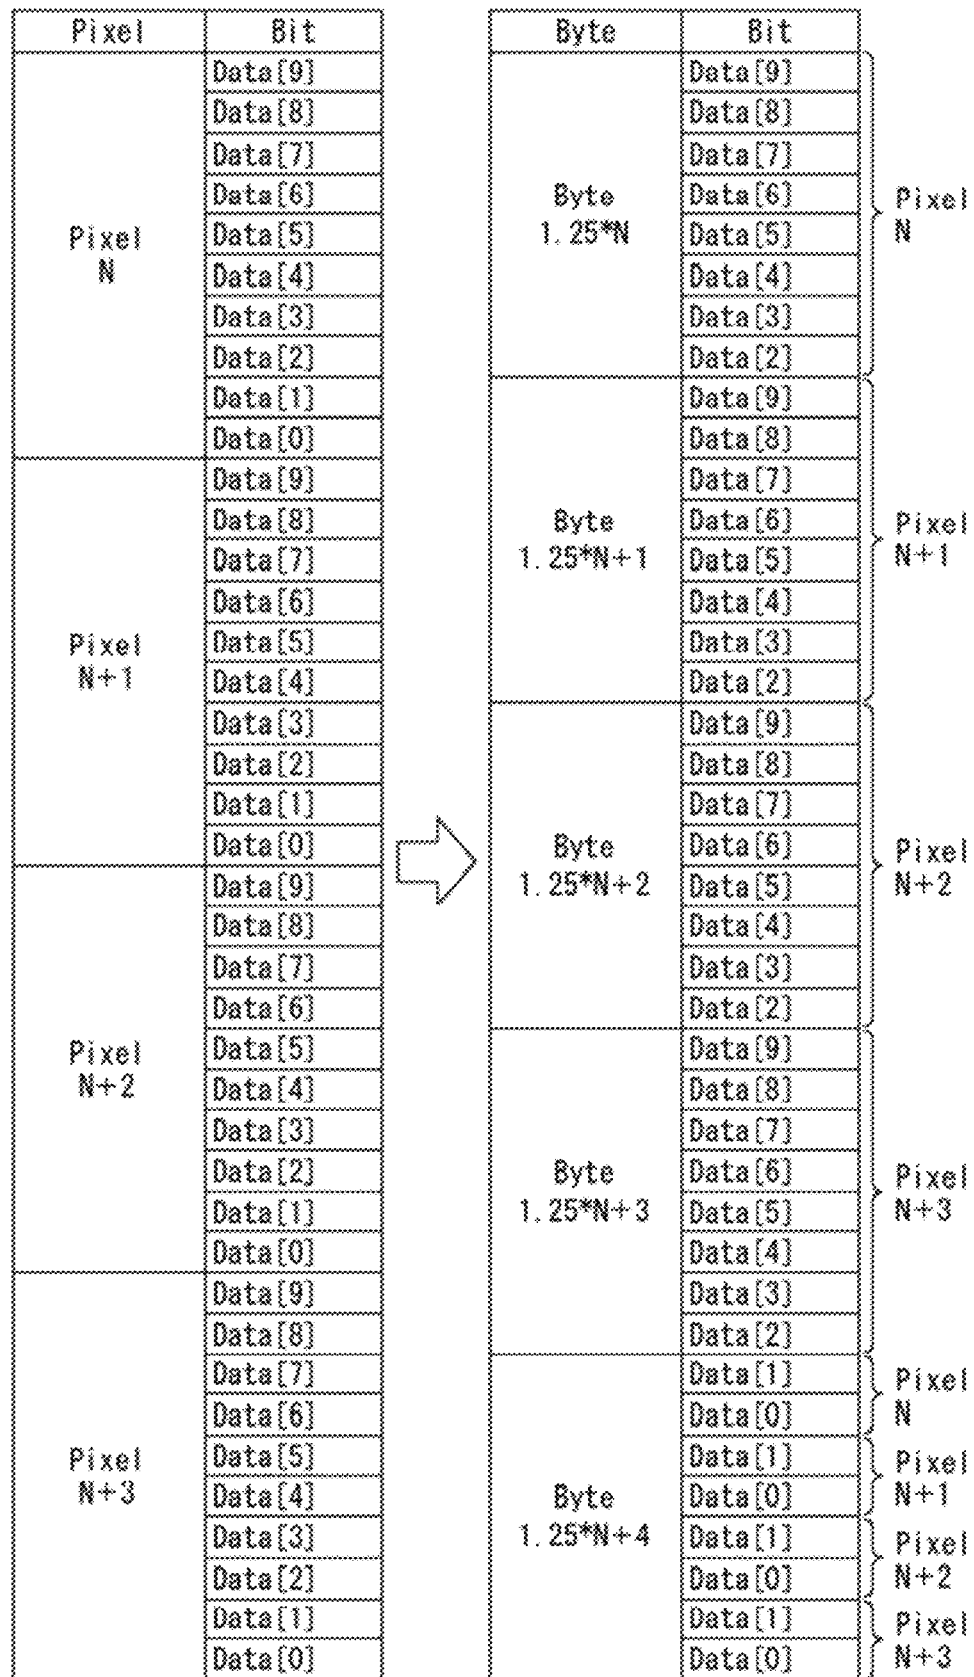 Pixel Bit Byte Bit
Data[9] Data[9]
Data[8] Data[8]
Data[7] Data[7]
Data[6] Byte Data[6] Pixel
Pixel Data[5] 1.25*N Data[5] N
N Data[4] Data[4]
Data[3] Data[3]
Data[2] Data[2]
Data[1] Data[9]
Data[0] Data[8]
Data[9] Data[7]
Data[8] Byte Data[6] Pixel
Data[7] 1.25*N+1 Data[5] N+1
Data[6] Data[4]
Pixel Data[5] Data[3]
N+1 Data[4] Data[2]
Data[3] Data[9]
Data[2] Data[8]
Data[1] Data[7]
Data[0] Byte Data[6] Pixel
Data[9] 1.25*N+2 Data[5] N+2
Data[8] Data[4]
Data[7] Data[3]
Data[6] Data[2]
Pixel Data[5] Data[9]
N+2 Data[4] Data[8]
Data[3] Data[7]
Data[2] Byte Data[6] Pixel
Data[1] 1.25*N+3 Data[5] N+3
Data[0] Data[4]
Data[9] Data[3]
Data[8] Data[2]
Data[7] Data[1] Pixel
Data[6] Data[0] N
Pixel Data[5] Data[1] Pixel
N+3 Data[4] Byte Data[0] N+1
Data[3] 1.25*N+4 Data[1] Pixel
Data[2] Data[0] N+2
Data[1] Data[1] Pixel
Data[0] Data[0] N+3